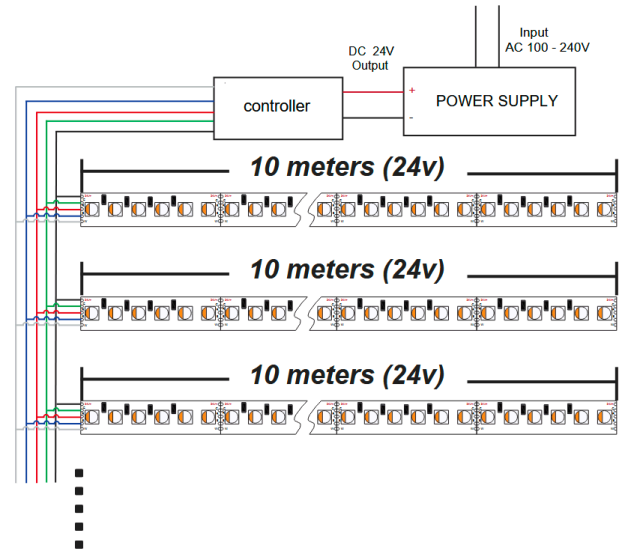 Input
AC 100 - 240V
DC 24V
Output
controller
+
-
POWER SUPPLY
10 meters (24v)
10 meters (24v)
10 meters (24v)